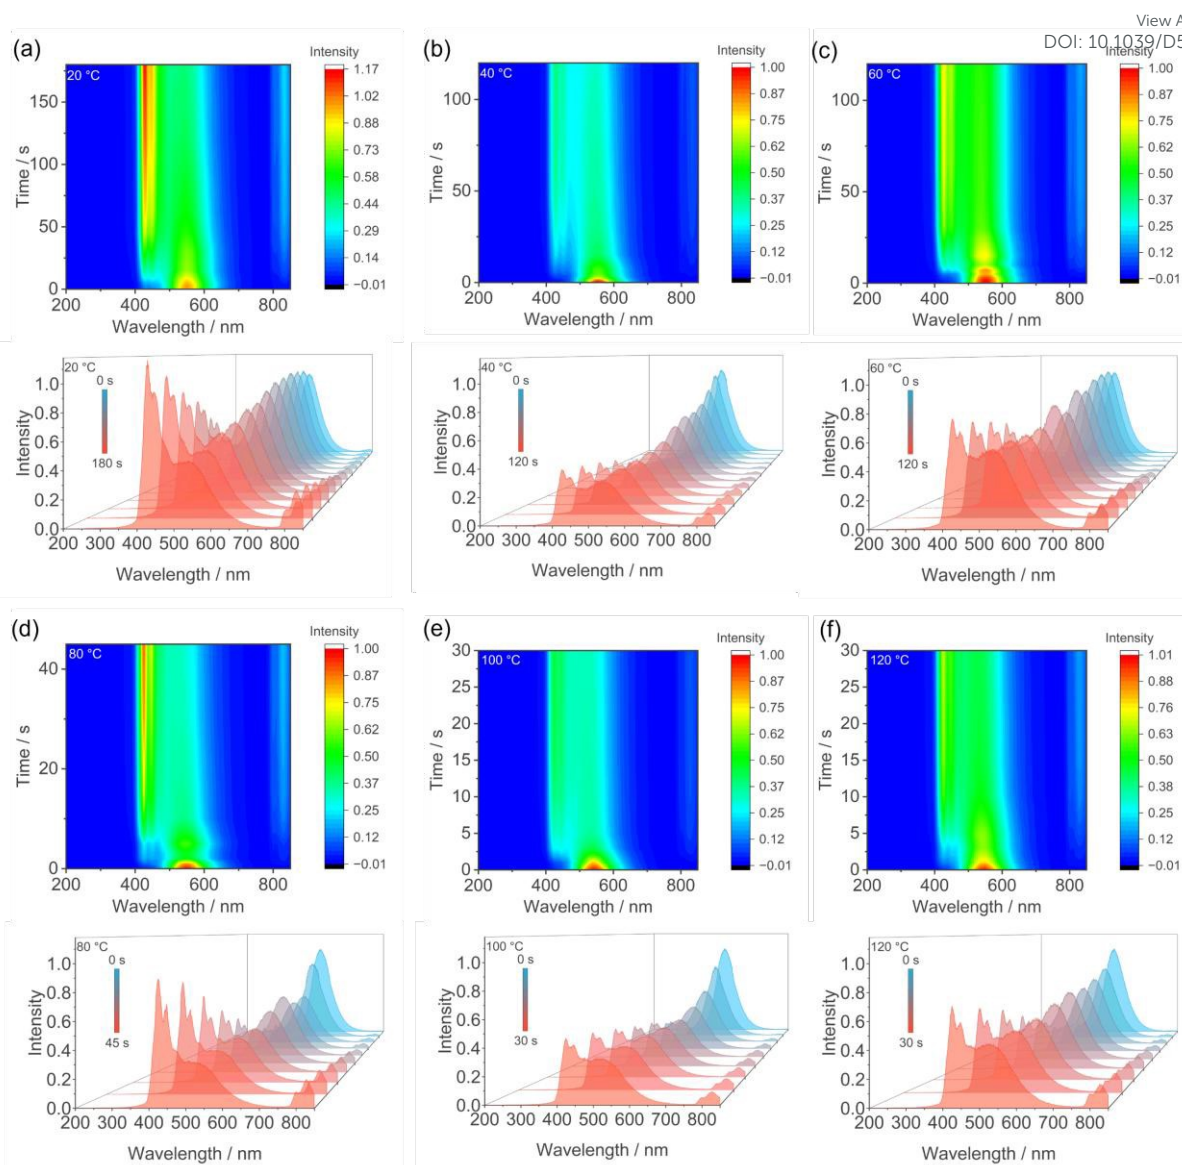 View A
DOI: 10.1039/D5
(a)
Intensity
20 °C
1.17
1.02
0.88
0.73
0.58
0.44
0.29
0.14
−0.01
150
100
50
0
Time / s
200 400 600 800
Wavelength / nm
(b)
Intensity
40 °C
1.00
0.87
0.75
0.62
0.50
0.37
0.25
0.12
−0.01
100
50
0
Time / s
200 400 600 800
Wavelength / nm
(c)
Intensity
60 °C
1.00
0.87
0.75
0.62
0.50
0.37
0.25
0.12
−0.01
100
50
0
Time / s
200 400 600 800
Wavelength / nm
20 °C
0 s
180 s
1.0
0.8
0.6
0.4
0.2
0.0
Intensity
200 300 400 500 600 700 800
Wavelength / nm
40 °C
0 s
120 s
1.0
0.8
0.6
0.4
0.2
0.0
Intensity
200 300 400 500 600 700 800
Wavelength / nm
60 °C
0 s
120 s
1.0
0.8
0.6
0.4
0.2
0.0
Intensity
200 300 400 500 600 700 800
Wavelength / nm
(d)
Intensity
80 °C
1.00
0.87
0.75
0.62
0.50
0.37
0.25
0.12
−0.01
40
20
0
Time / s
200 400 600 800
Wavelength / nm
(e)
Intensity
100 °C
1.00
0.87
0.75
0.62
0.50
0.37
0.25
0.12
−0.01
30
25
20
15
10
5
0
Time / s
200 400 600 800
Wavelength / nm
(f)
Intensity
120 °C
1.01
0.87
0.76
0.63
0.50
0.37
0.25
0.12
−0.01
30
25
20
15
10
5
0
Time / s
200 400 600 800
Wavelength / nm
80 °C
0 s
45 s
1.0
0.8
0.6
0.4
0.2
0.0
Intensity
200 300 400 500 600 700 800
Wavelength / nm
100 °C
0 s
30 s
1.0
0.8
0.6
0.4
0.2
0.0
Intensity
200 300 400 500 600 700 800
Wavelength / nm
120 °C
0 s
30 s
1.0
0.8
0.6
0.4
0.2
0.0
Intensity
200 300 400 500 600 700 800
Wavelength / nm